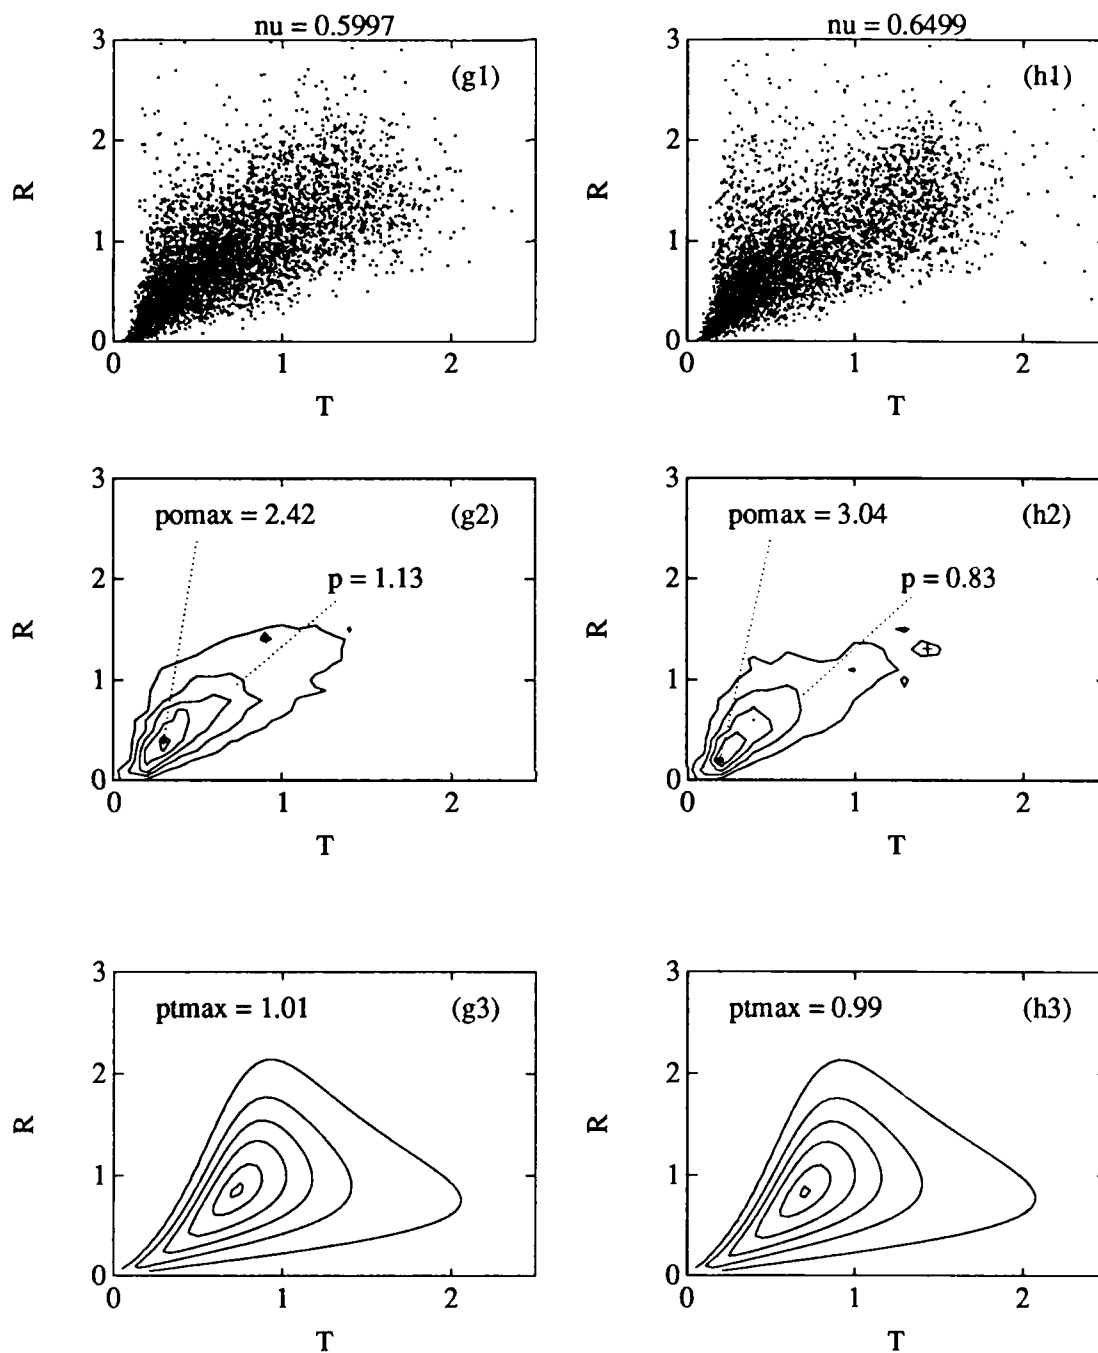 nu = 0.5997
nu = 0.6499
3
(g1)
2
R
1
0
0 1 2
T
3
(h1)
2
R
1
0
0 1 2
T
3
pomax = 2.42 (g2)
2
p = 1.13
R
1
0
0 1 2
T
3
pomax = 3.04 (h2)
2
p = 0.83
R
1
0
0 1 2
T
3
ptmax = 1.01 (g3)
2
R
1
0
0 1 2
T
3
ptmax = 0.99 (h3)
2
R
1
0
0 1 2
T